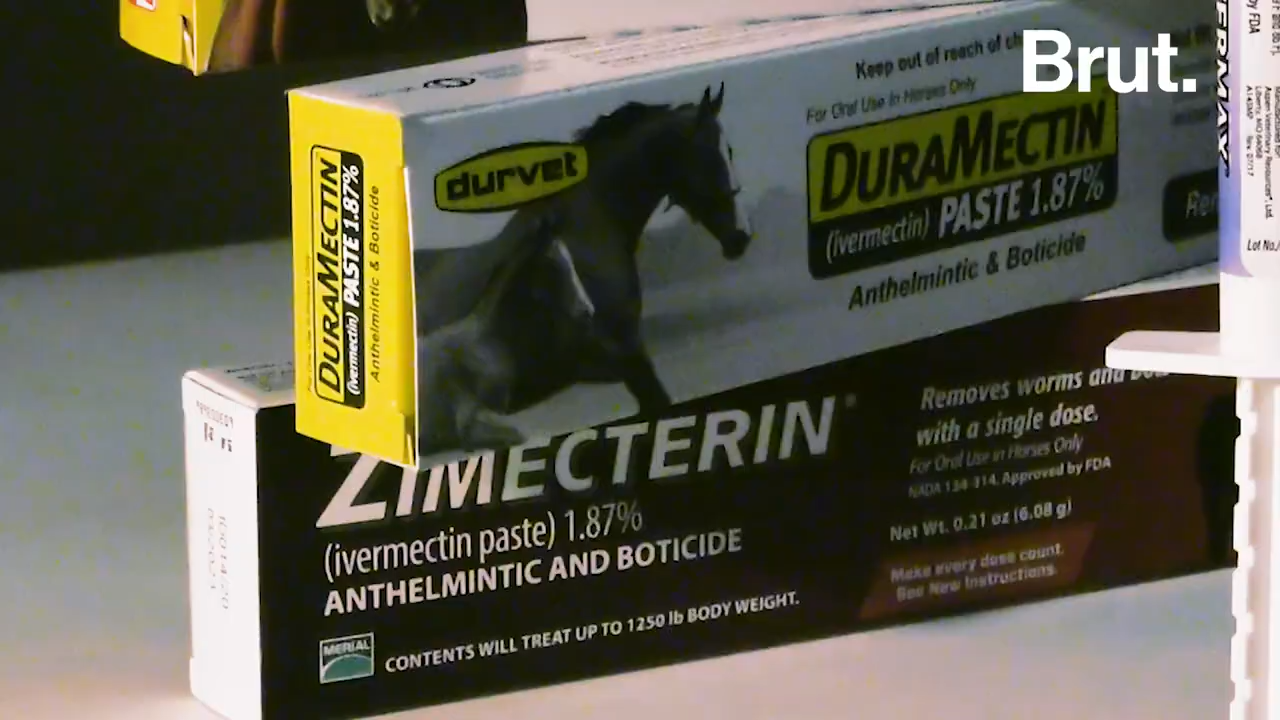 Brut.
Keep out of reach of ch
For Oral Use in Horses Only
durvet
DURAMECTIN
(ivermectin) PASTE 1.87%
Anthelmintic & Boticide
DURAMECTIN
(ivermectin) PASTE 1.87%
Anthelmintic & Boticide
ZIMECTERIN
(ivermectin paste) 1.87%
ANTHELMINTIC AND BOTICIDE
MERIAL
CONTENTS WILL TREAT UP TO 1250 lb BODY WEIGHT.
Removes worms and
with a single dose.
For Oral Use in Horses Only
NADA 134-314, Approved by FDA
Net Wt. 0.21 oz (6.08 g)
Make every dose count.
See New Instructions.
by FDA
Lot No.